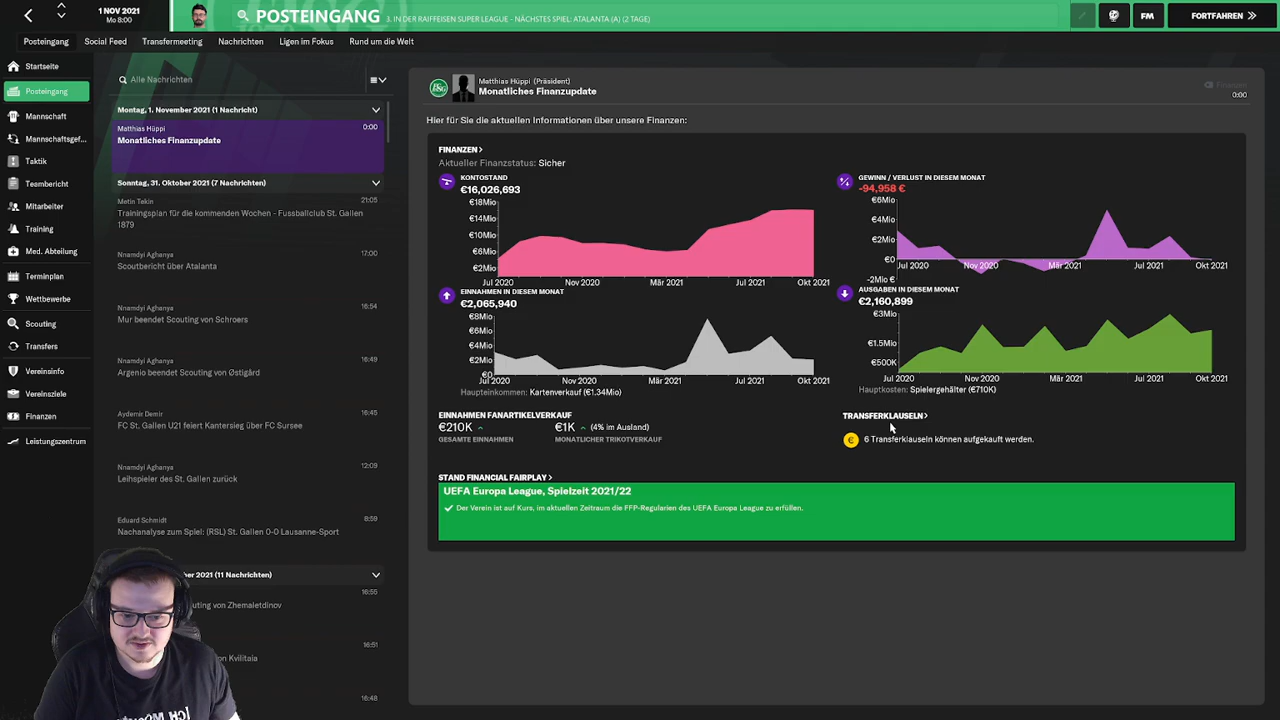 1 NOV 2021
Mo 8:00
POSTEINGANG
3. IN DER RAIFFEISEN SUPER LEAGUE - NÄCHSTES SPIEL: ATALANTA (A) (2 TAGE)
FM
FORTFAHREN
Posteingang
Social Feed
Transfermeeting
Nachrichten
Ligen im Fokus
Rund um die Welt
Startseite
Posteingang
Mannschaft
Mannschaftsgef...
Taktik
Teambericht
Mitarbeiter
Training
Med. Abteilung
Terminplan
Wettbewerbe
Scouting
Transfers
Vereininfo
Vereinsziele
Finanzen
Leistungszentum
Alle Nachrichten
Montag, 1. November 2021 (1 Nachricht)
Matthias Hüppi
0:00
Monatliches Finanzupdate
Sonntag, 31. Oktober 2021 (7 Nachrichten)
Metin Tekin
21:05
Trainingsplan für die kommenden Wochen - Fussballclub St. Gallen
1879
Nnamdyi Aghanya
17:00
Scoutbericht über Atalanta
Nnamdyi Aghanya
16:54
Mur beendet Scouting von Schroers
Nnamdyi Aghanya
16:49
Argenio beendet Scouting von Østigård
Aydemir Demir
16:45
FC St. Gallen U21 feiert Kantersieg über FC Sursee
Nnamdyi Aghanya
12:09
Leihspieler des St. Gallen zurück
Eduard Schmidt
8:59
Nachanalyse zum Spiel: (RSL) St. Gallen 0-0 Lausanne-Sport
2021 (11 Nachrichten)
16:55
von Zhemaletdinov
16:51
von Kvilitaia
16:48
Matthias Hüppi (Präsident)
Monatliches Finanzupdate
Finanzen
0:00
Hier für Sie die aktuellen Informationen über unsere Finanzen:
FINANZEN
Aktueller Finanzstatus: Sicher
KONTOSTAND
€16,026,693
€18Mio
€14Mio
€10Mio
€6Mio
€2Mio
Jul 2020
Nov 2020
Mär 2021
Jul 2021
Okt 2021
GEWINN / VERLUST IN DIESEM MONAT
-94,958 €
€6Mio
€4Mio
€2Mio
€0
-2Mio €
Jul 2020
Nov 2020
Mär 2021
Jul 2021
Okt 2021
EINNAHMEN IN DIESEM MONAT
€2,065,940
€8Mio
€6Mio
€4Mio
€2Mio
€0
Jul 2020
Nov 2020
Mär 2021
Jul 2021
Okt 2021
Haupteinkommen: Kartenverkauf (€1.34Mio)
AUSGABEN IN DIESEM MONAT
€2,160,899
€3Mio
€1.5Mio
€500K
Jul 2020
Nov 2020
Mär 2021
Jul 2021
Okt 2021
Hauptkosten: Spielergehälter (€710K)
EINNAHMEN FANARTIKELVERKAUF
€210K
€1K
(4% im Ausland)
GESAMTE EINNAHMEN
MONATLICHER TRIKOTVERKAUF
TRANSFERKLAUSELN
6 Transferklauseln können aufgekauft werden.
STAND FINANCIAL FAIRPLAY
UEFA Europa League, Spielzeit 2021/22
Der Verein ist auf Kurs, im aktuellen Zeitraum die FFP-Regularien des UEFA Europa League zu erfüllen.